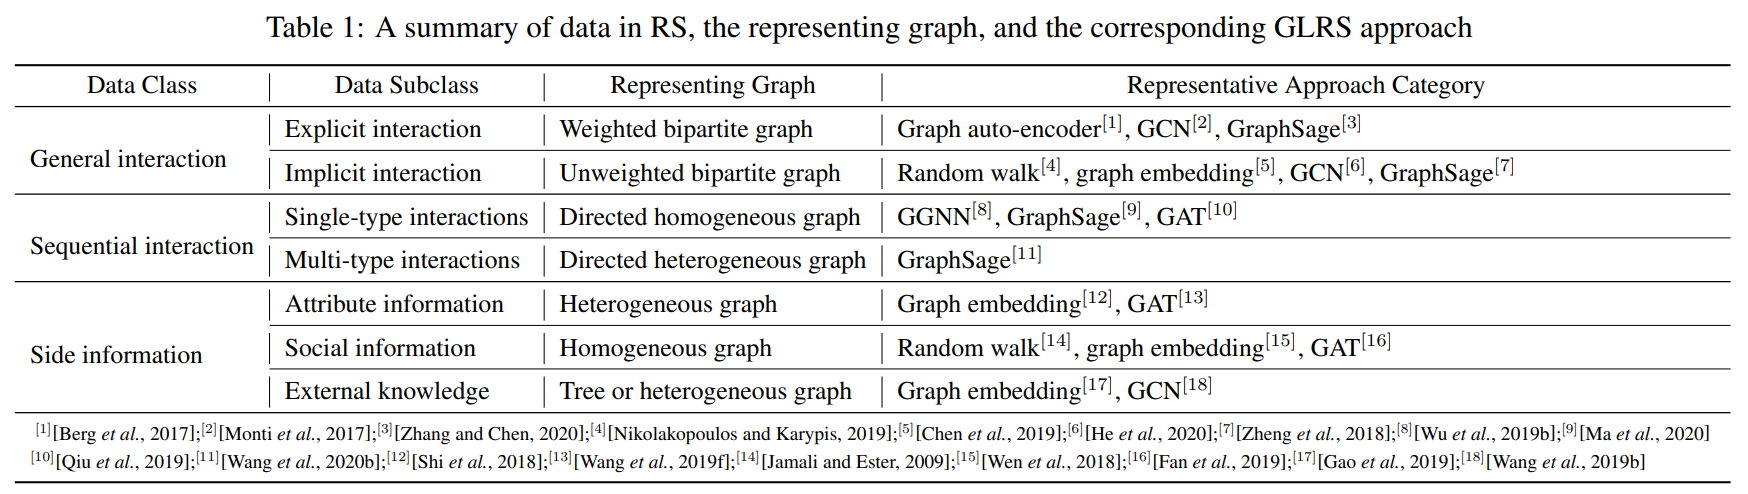 Table 1: A summary of data in RS, the representing graph, and the corresponding GLRS approach
Data Class Data Subclass Representing Graph Representative Approach Category
General interaction
Explicit interaction Weighted bipartite graph Graph auto-encoder[1], GCN[2], GraphSage[3]
Implicit interaction Unweighted bipartite graph Random walk[4], graph embedding[5], GCN[6], GraphSage[7]
Sequential interaction
Single-type interactions Directed homogeneous graph GGNN[8], GraphSage[9], GAT[10]
Multi-type interactions Directed heterogeneous graph GraphSage[11]
Side information
Attribute information Heterogeneous graph Graph embedding[12], GAT[13]
Social information Homogeneous graph Random walk[14], graph embedding[15], GAT[16]
External knowledge Tree or heterogeneous graph Graph embedding[17], GCN[18]
[1][Berg et al., 2017];[2][Monti et al., 2017];[3][Zhang and Chen, 2020];[4][Nikolakopoulos and Karypis, 2019];[5][Chen et al., 2019];[6][He et al., 2020];[7][Zheng et al., 2018];[8][Wu et al., 2019b];[9][Ma et al., 2020]
[10][Qiu et al., 2019];[11][Wang et al., 2020b];[12][Shi et al., 2018];[13][Wang et al., 2019f];[14][Jamali and Ester, 2009];[15][Wen et al., 2018];[16][Fan et al., 2019];[17][Gao et al., 2019];[18][Wang et al., 2019b]